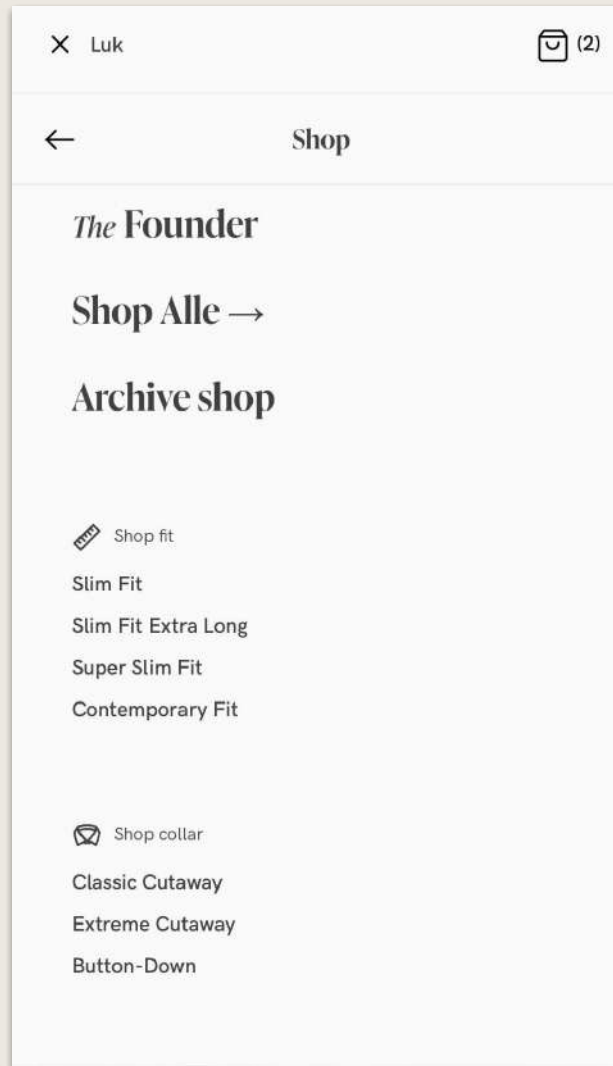 Luk
(2)
Shop
The Founder
Shop Alle →
Archive shop
Shop fit
Slim Fit
Slim Fit Extra Long
Super Slim Fit
Contemporary Fit
Shop collar
Classic Cutaway
Extreme Cutaway
Button-Down